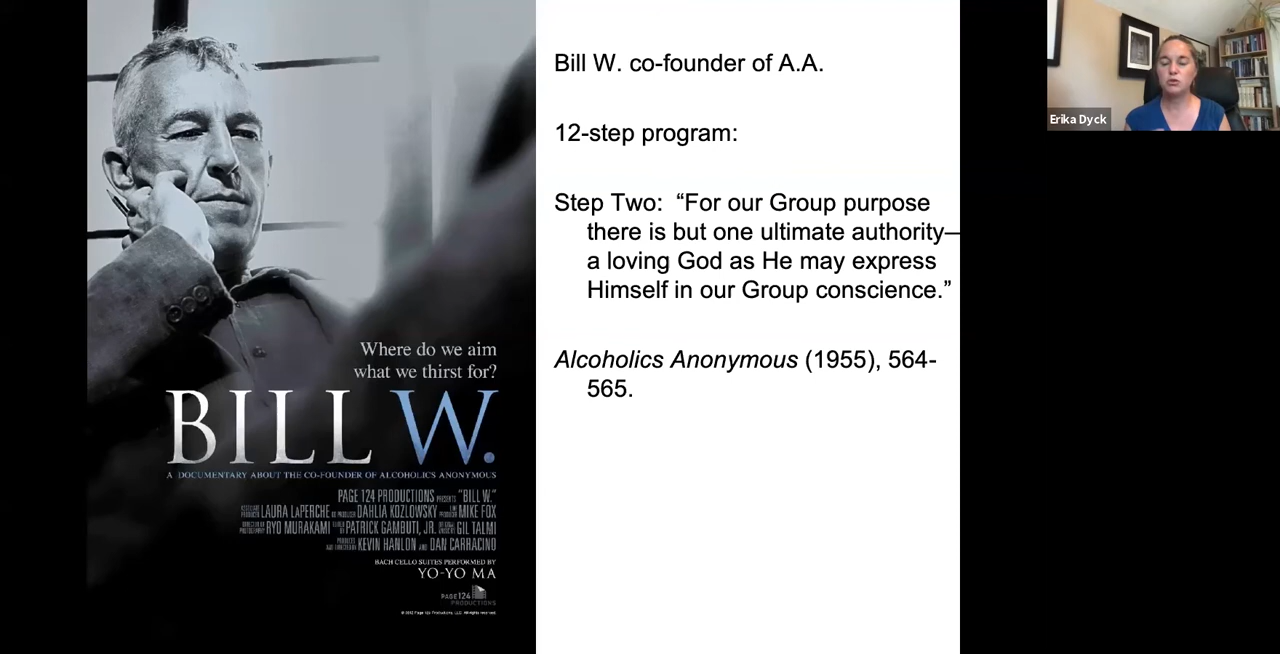 Where do we aim
what we thirst for?
BILL W.
A DOCUMENTARY ABOUT THE CO-FOUNDER OF ALCOHOLICS ANONYMOUS
PAGE 124 PRODUCTIONS PRESENTS "BILL W."
LAURA LAPERCHE DAHLIA KOZLOWSKY MIKE FOX
RYO MURAKAMI PATRICK GAMBUTI, JR. GIL TALMI
KEVIN HANLON AND DAN CARRACINO
BACH CELLO SUITES PERFORMED BY
YO-YO MA
PAGE124
PRODUCTIONS
Bill W. co-founder of A.A.
12-step program:
Step Two: “For our Group purpose
there is but one ultimate authority—
a loving God as He may express
Himself in our Group conscience.”
Alcoholics Anonymous (1955), 564-
565.
Erika Dyck